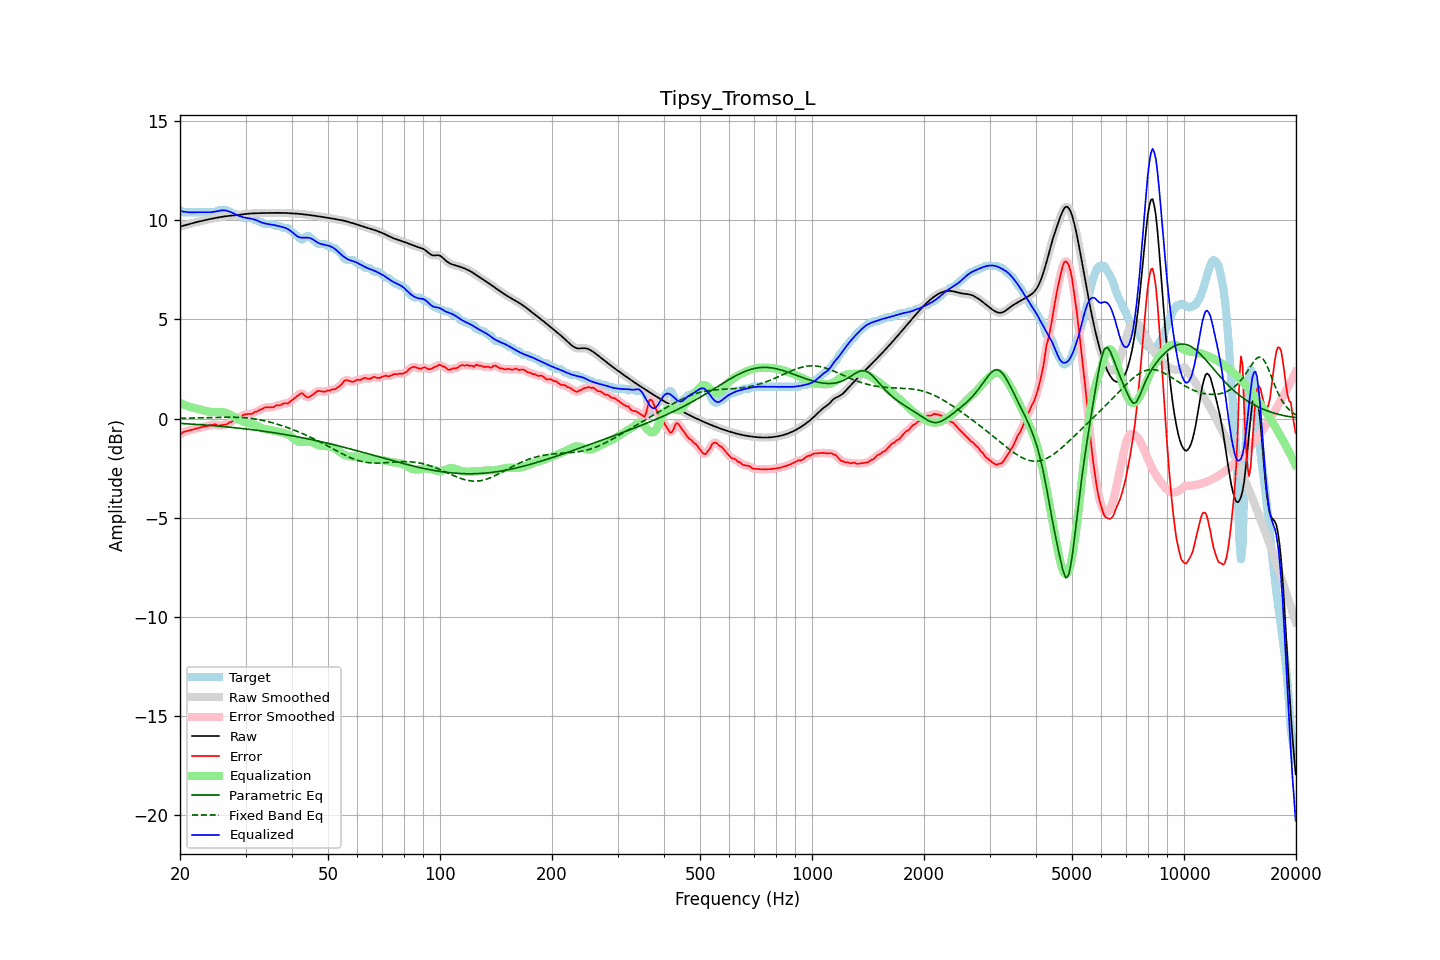 Tipsy_Tromso_L
Amplitude (dBr)
15
10
5
0
−5
−10
−15
−20
Target
Raw Smoothed
Error Smoothed
Raw
Error
Equalization
Parametric Eq
Fixed Band Eq
Equalized
20 50 100 200 500 1000 2000 5000 10000 20000
Frequency (Hz)